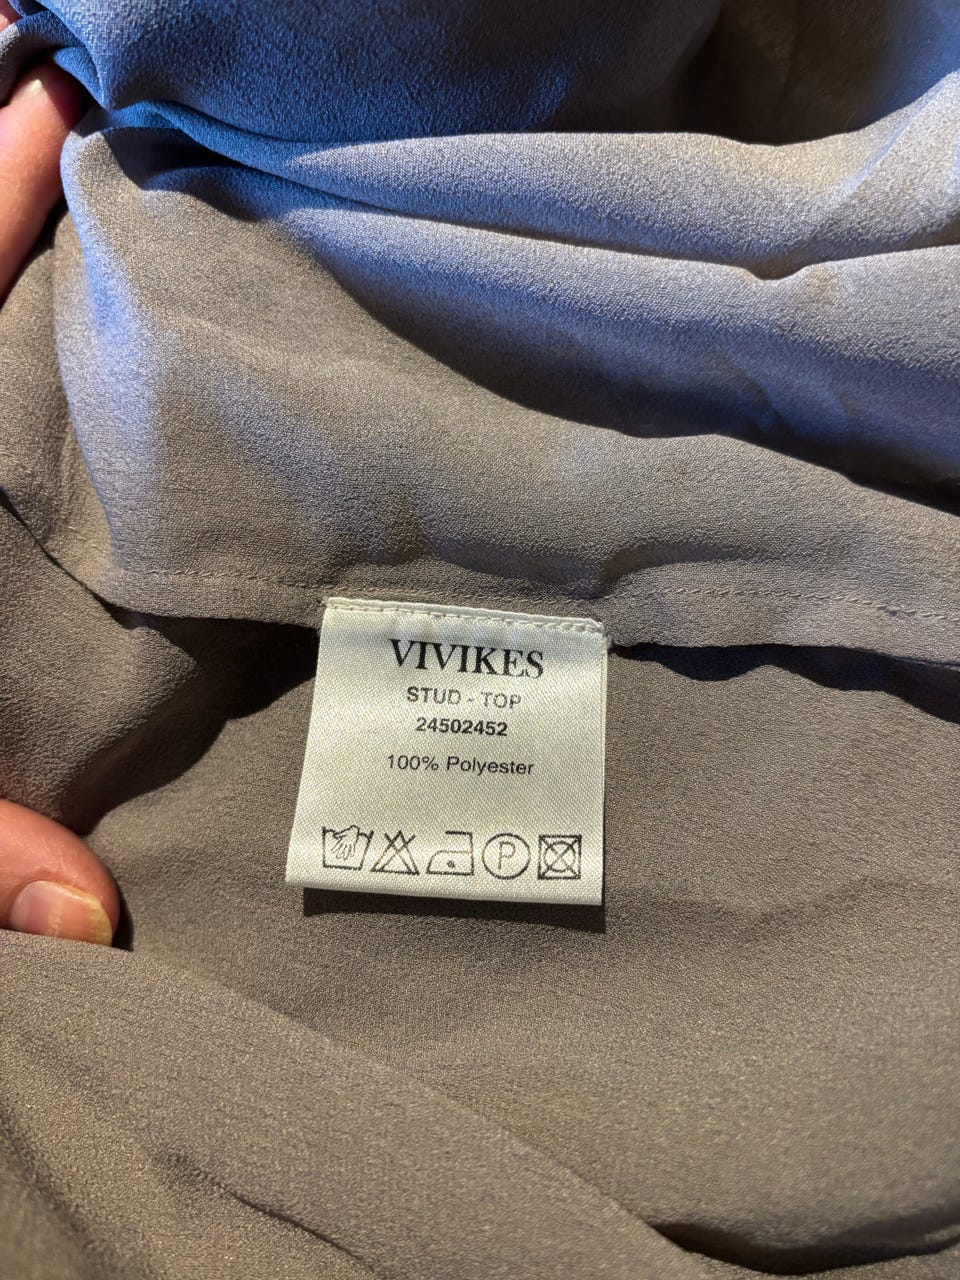 VIVIKES
STUD - TOP
24502452
100% Polyester
P